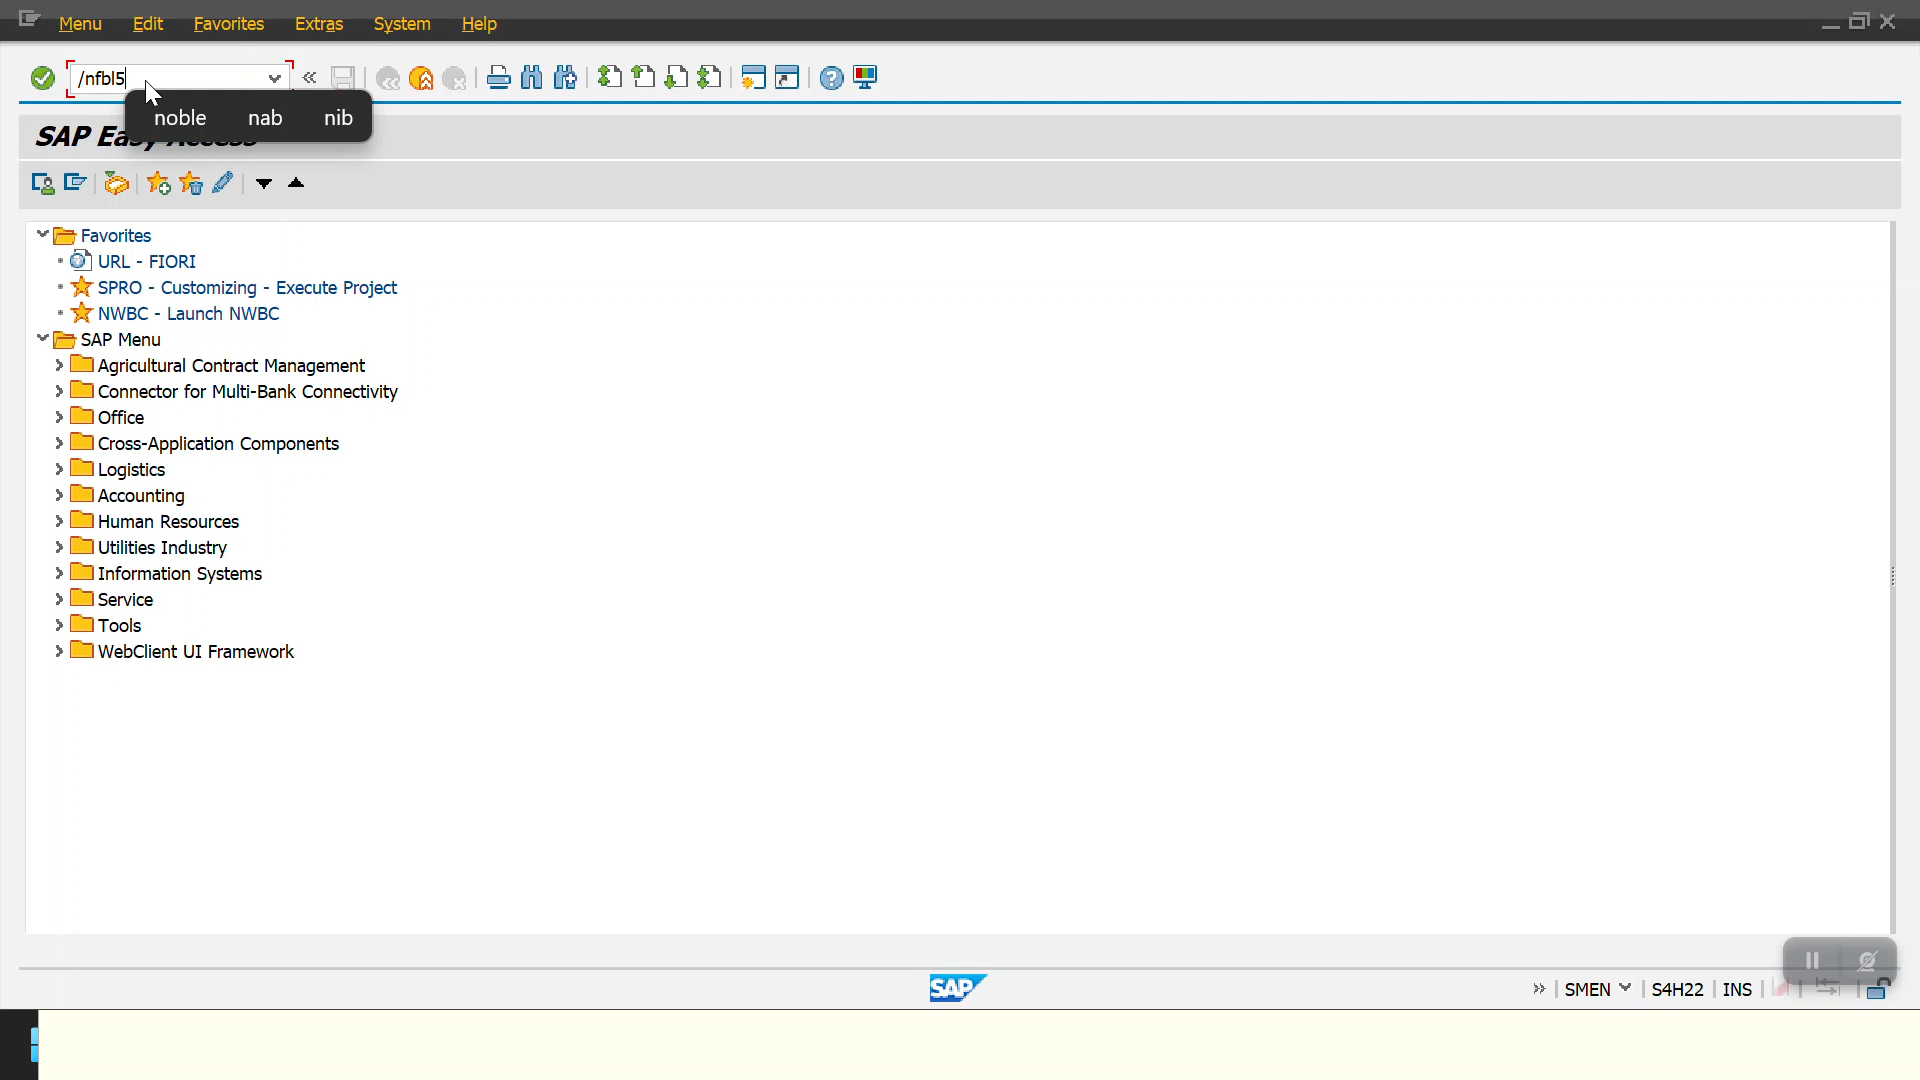 Menu Edit Favorites Extras System Help
/nfbl5
noble nab nib
SAP Easy Access
Favorites
URL - FIORI
SPRO - Customizing - Execute Project
NWBC - Launch NWBC
SAP Menu
Agricultural Contract Management
Connector for Multi-Bank Connectivity
Office
Cross-Application Components
Logistics
Accounting
Human Resources
Utilities Industry
Information Systems
Service
Tools
WebClient UI Framework
SAP
SMEN S4H22 INS